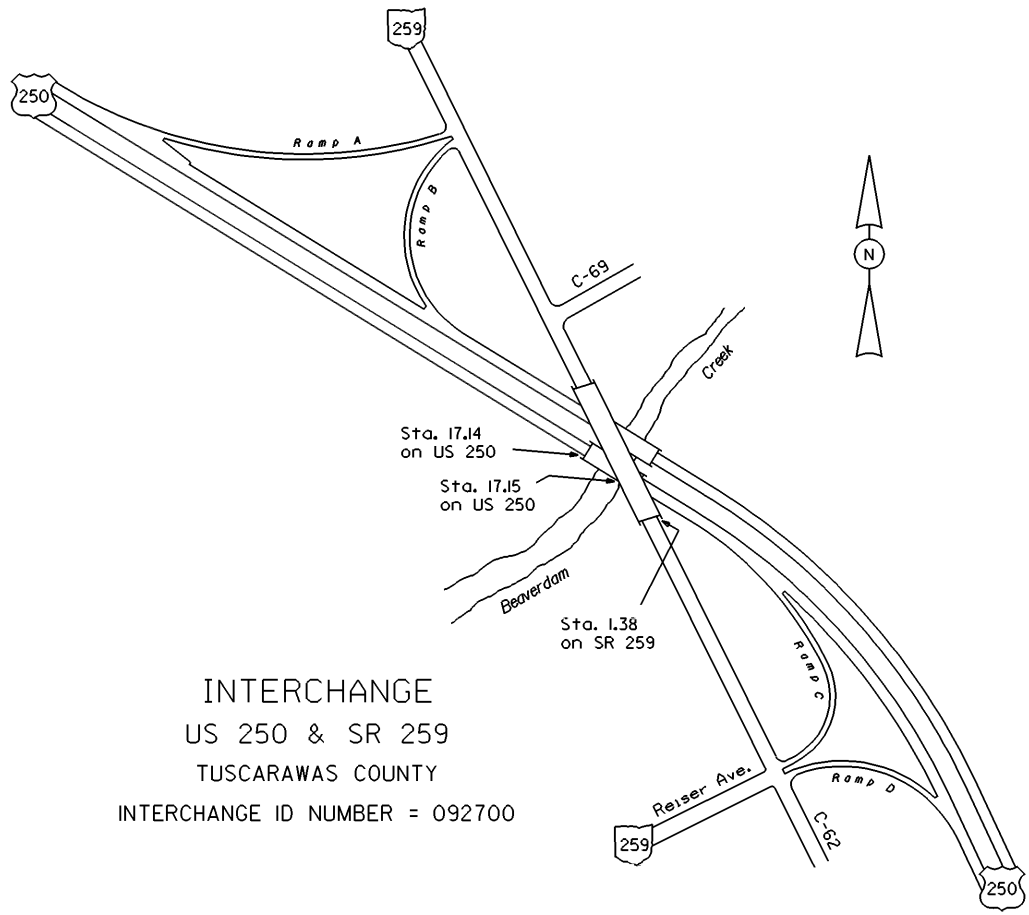 259
250
Ramp A
Ramp B
N
C-69
Creek
Sta. 17.14
on US 250
Sta. 17.15
on US 250
Beaverdam
Sta. 1.38
on SR 259
Ramp C
INTERCHANGE
US 250 & SR 259
TUSCARAWAS COUNTY
INTERCHANGE ID NUMBER = 092700
Reiser Ave.
Ramp D
C-62
259
250